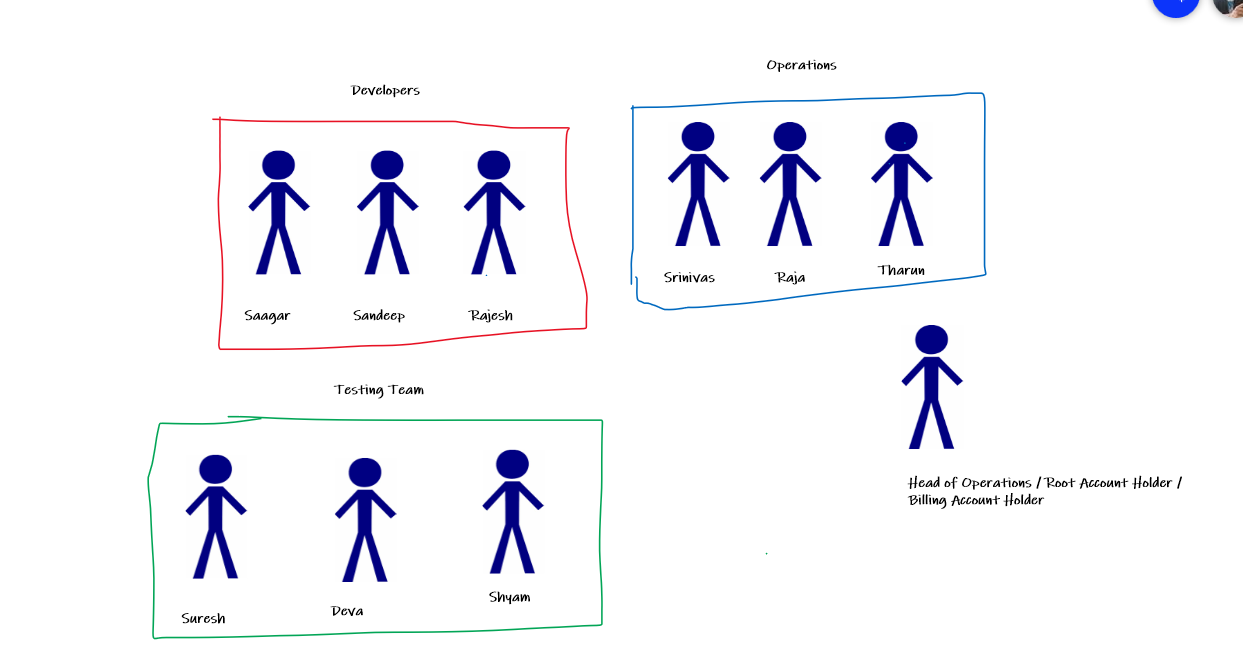 Developers
Operations
Saagar
Sandeep
Rajesh
Srinivas
Raja
Tharun
Testing Team
Suresh
Deva
Shyam
Head of Operations / Root Account Holder /
Billing Account Holder